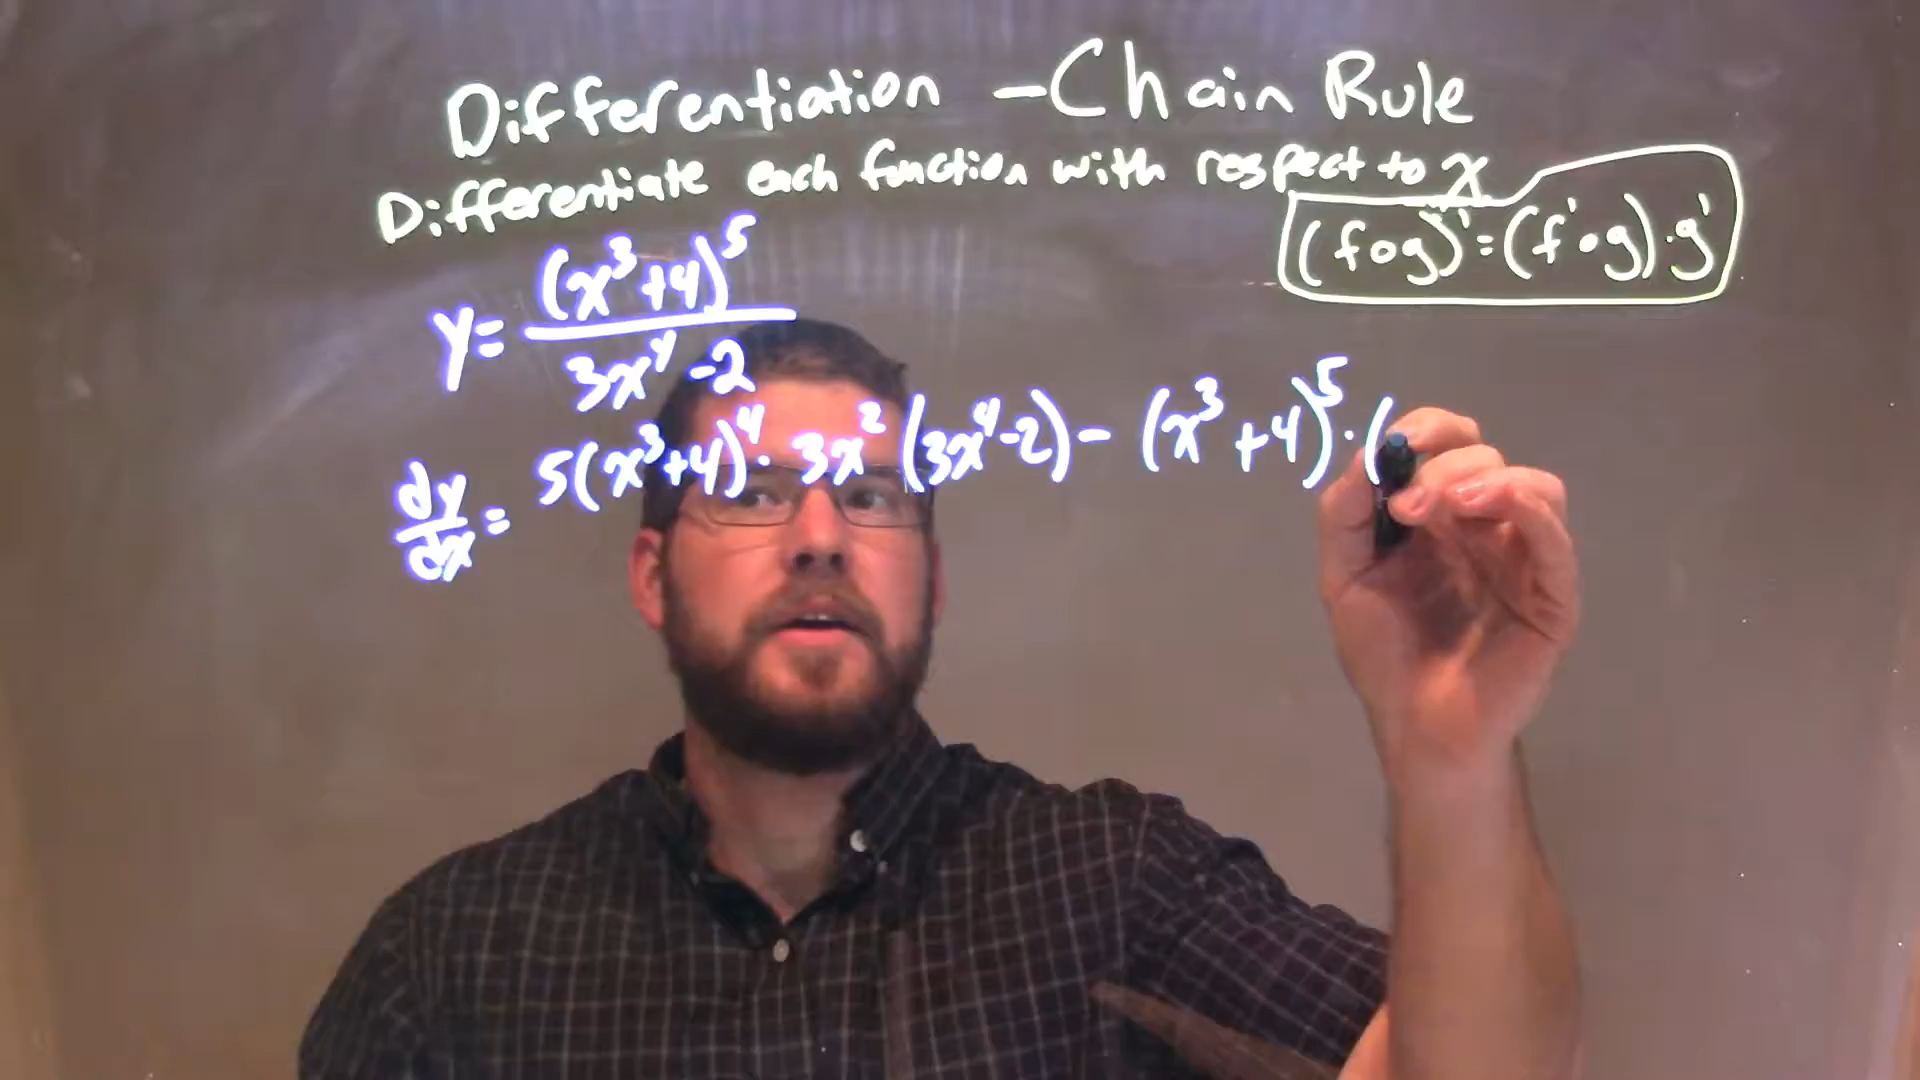 Differentiation - Chain Rule
Differentiate each function with respect to x
(f∘g)' = (f'∘g)·g'
y = (x³+4)⁵ / (3x⁴-2)
dy/dx = 5(x³+4)⁴ · 3x² (3x⁴-2) - (x³+4)⁵ · (